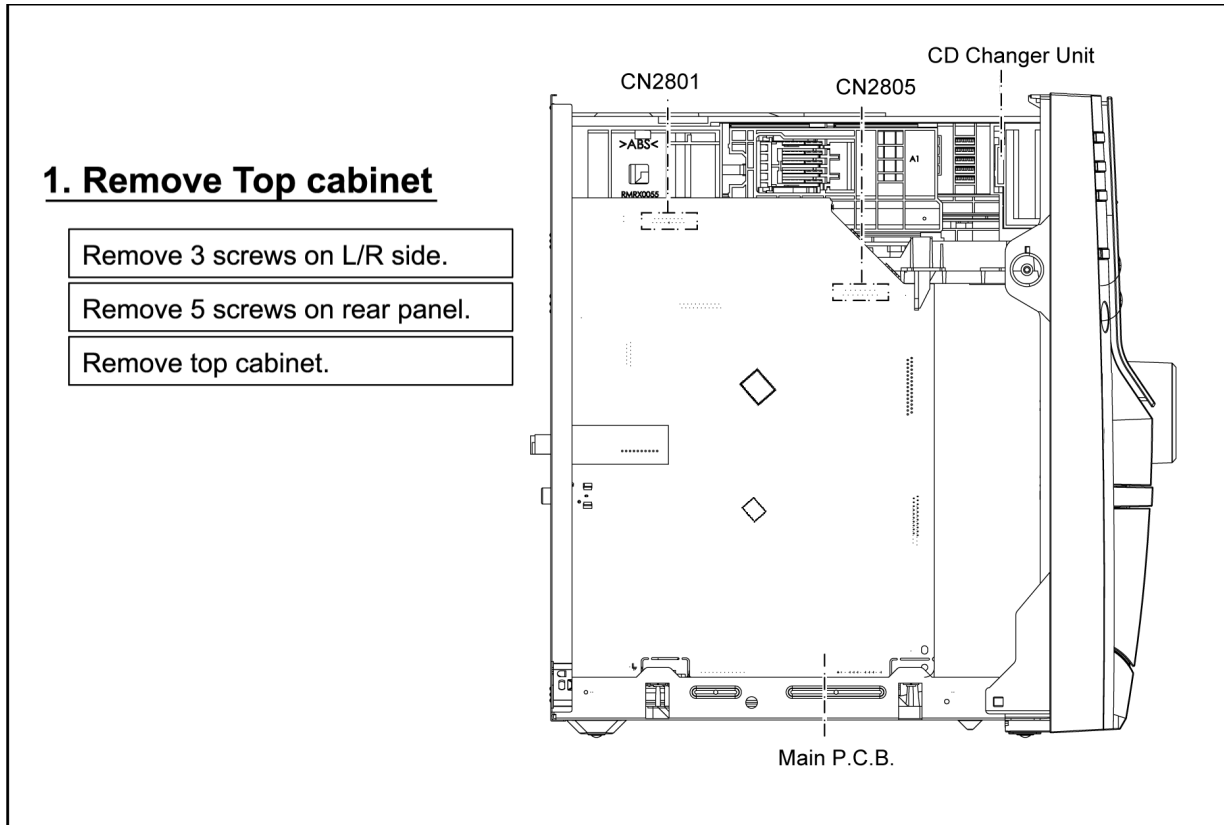 CD Changer Unit
CN2801
CN2805
>ABS<
A1
RMRX0055
1. Remove Top cabinet
Remove 3 screws on L/R side.
Remove 5 screws on rear panel.
Remove top cabinet.
Main P.C.B.